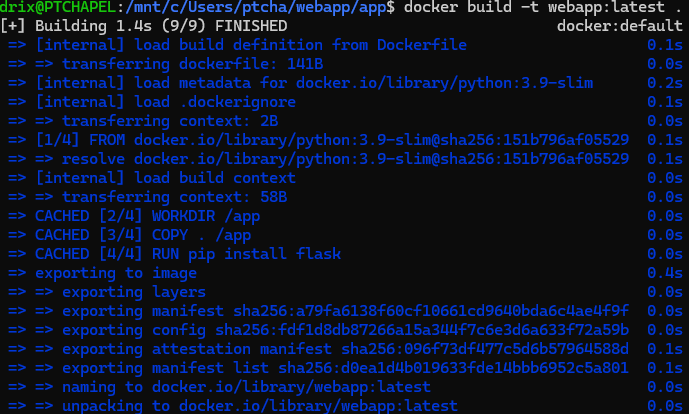 drix@PTCHAPEL:/mnt/c/Users/ptcha/webapp/app$ docker build -t webapp:latest .
[+] Building 1.4s (9/9) FINISHED docker:default
=> [internal] load build definition from Dockerfile 0.1s
=> => transferring dockerfile: 141B 0.0s
=> [internal] load metadata for docker.io/library/python:3.9-slim 0.2s
=> [internal] load .dockerignore 0.1s
=> => transferring context: 2B 0.0s
=> [1/4] FROM docker.io/library/python:3.9-slim@sha256:151b796af05529 0.1s
=> => resolve docker.io/library/python:3.9-slim@sha256:151b796af05529 0.1s
=> [internal] load build context 0.0s
=> => transferring context: 58B 0.0s
=> CACHED [2/4] WORKDIR /app 0.0s
=> CACHED [3/4] COPY . /app 0.0s
=> CACHED [4/4] RUN pip install flask 0.0s
=> exporting to image 0.4s
=> => exporting layers 0.0s
=> => exporting manifest sha256:a79fa6138f60cf10661cd9640bda6c4ae4f9f 0.0s
=> => exporting config sha256:fdf1d8db87266a15a344f7c6e3d6a633f72a59b 0.0s
=> => exporting attestation manifest sha256:096f73df477c5d6b57964588d 0.1s
=> => exporting manifest list sha256:d0ea1d4b019633fde14bbb6952c5a801 0.1s
=> => naming to docker.io/library/webapp:latest 0.0s
=> => unpacking to docker.io/library/webapp:latest 0.0s